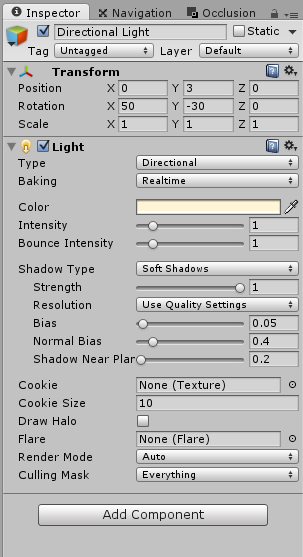 Inspector Navigation Occlusion
Directional Light Static
Tag Untagged Layer Default
Transform
Position X 0 Y 3 Z 0
Rotation X 50 Y -30 Z 0
Scale X 1 Y 1 Z 1
Light
Type Directional
Baking Realtime
Color
Intensity 1
Bounce Intensity 1
Shadow Type Soft Shadows
Strength 1
Resolution Use Quality Settings
Bias 0.05
Normal Bias 0.4
Shadow Near Plan 0.2
Cookie None (Texture)
Cookie Size 10
Draw Halo
Flare None (Flare)
Render Mode Auto
Culling Mask Everything
Add Component